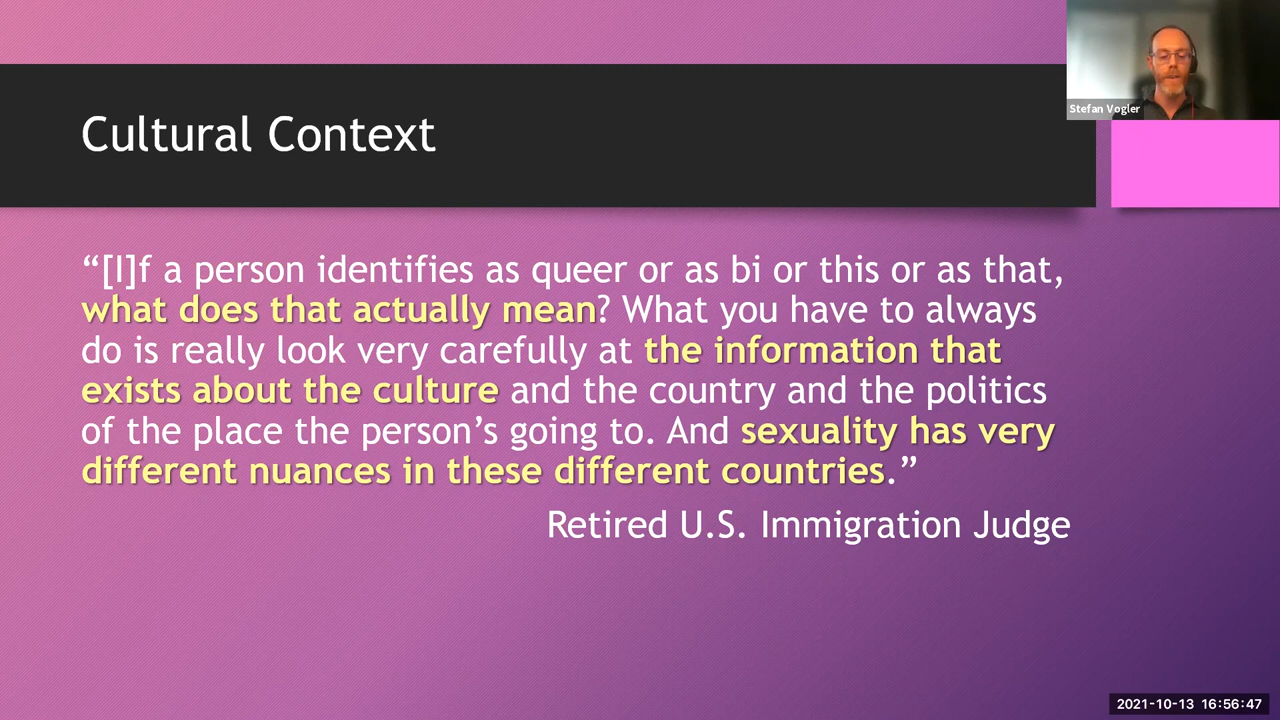 Stefan Vogler
Cultural Context
“[I]f a person identifies as queer or as bi or this or as that,
what does that actually mean? What you have to always
do is really look very carefully at the information that
exists about the culture and the country and the politics
of the place the person’s going to. And sexuality has very
different nuances in these different countries.”
Retired U.S. Immigration Judge
2021-10-13 16:56:47